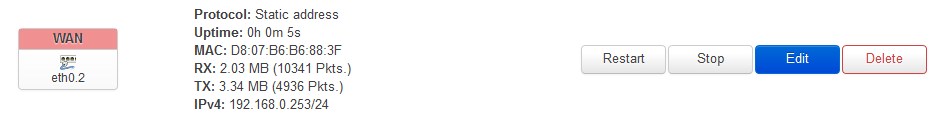 WAN
eth0.2
Protocol: Static address
Uptime: 0h 0m 5s
MAC: D8:07:B6:B6:88:3F
RX: 2.03 MB (10341 Pkts.)
TX: 3.34 MB (4936 Pkts.)
IPv4: 192.168.0.253/24
Restart Stop Edit Delete